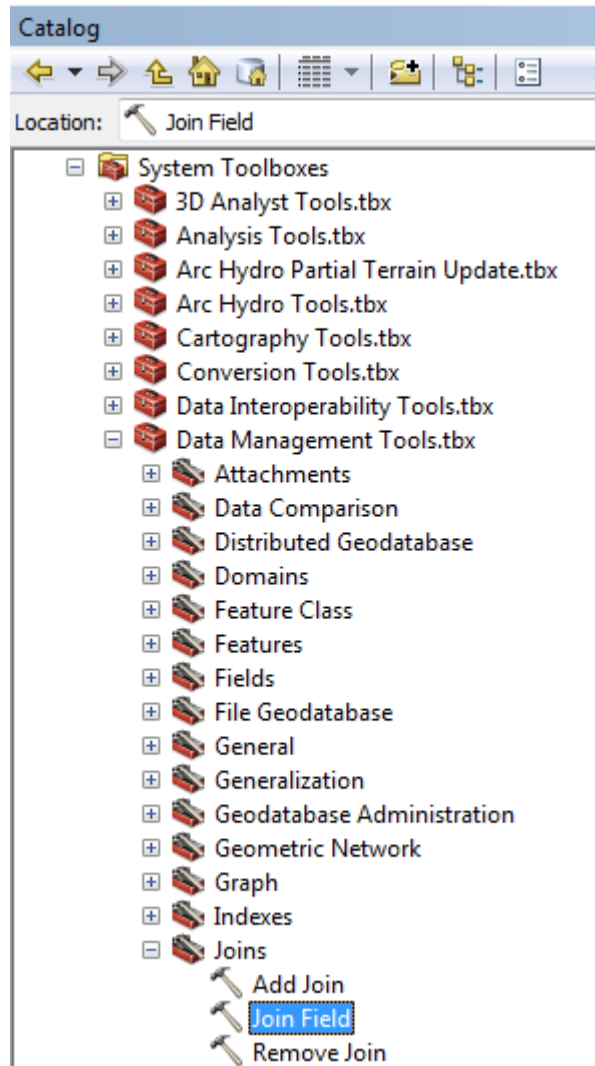 Catalog
Location: Join Field
System Toolboxes
3D Analyst Tools.tbx
Analysis Tools.tbx
Arc Hydro Partial Terrain Update.tbx
Arc Hydro Tools.tbx
Cartography Tools.tbx
Conversion Tools.tbx
Data Interoperability Tools.tbx
Data Management Tools.tbx
Attachments
Data Comparison
Distributed Geodatabase
Domains
Feature Class
Features
Fields
File Geodatabase
General
Generalization
Geodatabase Administration
Geometric Network
Graph
Indexes
Joins
Add Join
Join Field
Remove Join